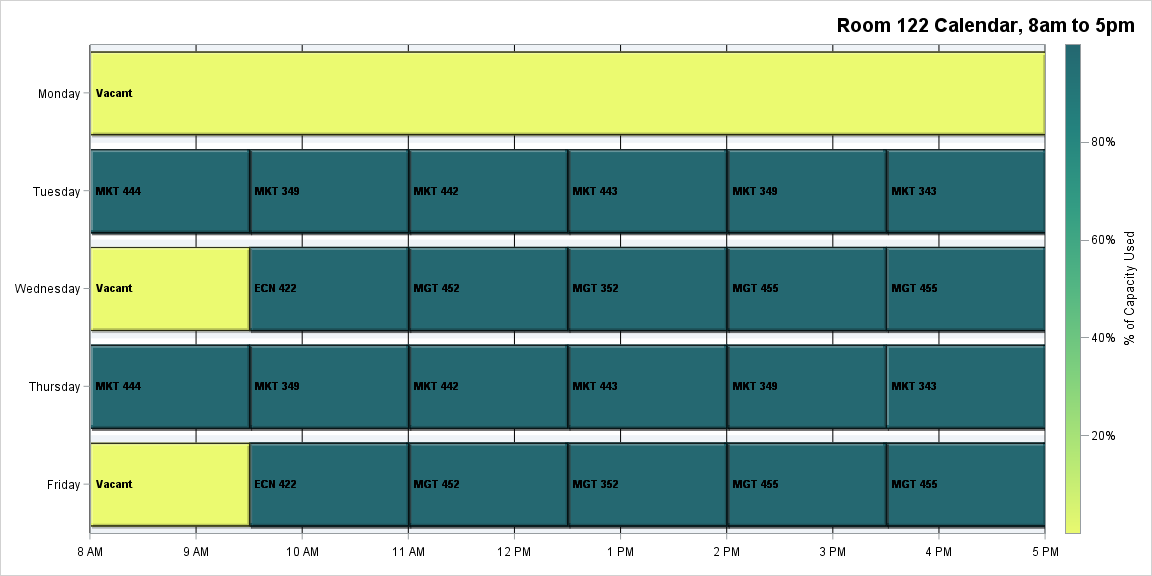 Room 122 Calendar, 8am to 5pm
Monday
Vacant
Tuesday
MKT 444
MKT 349
MKT 442
MKT 443
MKT 349
MKT 343
Wednesday
Vacant
ECN 422
MGT 452
MGT 352
MGT 455
MGT 455
Thursday
MKT 444
MKT 349
MKT 442
MKT 443
MKT 349
MKT 343
Friday
Vacant
ECN 422
MGT 452
MGT 352
MGT 455
MGT 455
8 AM
9 AM
10 AM
11 AM
12 PM
1 PM
2 PM
3 PM
4 PM
5 PM
80%
60%
40%
20%
% of Capacity Used